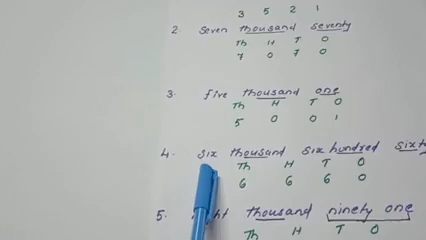 3 5 2 1
2 Seven thousand seventy
Th H T O
7 0 7 0
3. five thousand one
Th H T O
5 0 0 1
4. Six thousand six hundred
Th H T O
6 6 6 0
5. thousand ninety one
Th H T O